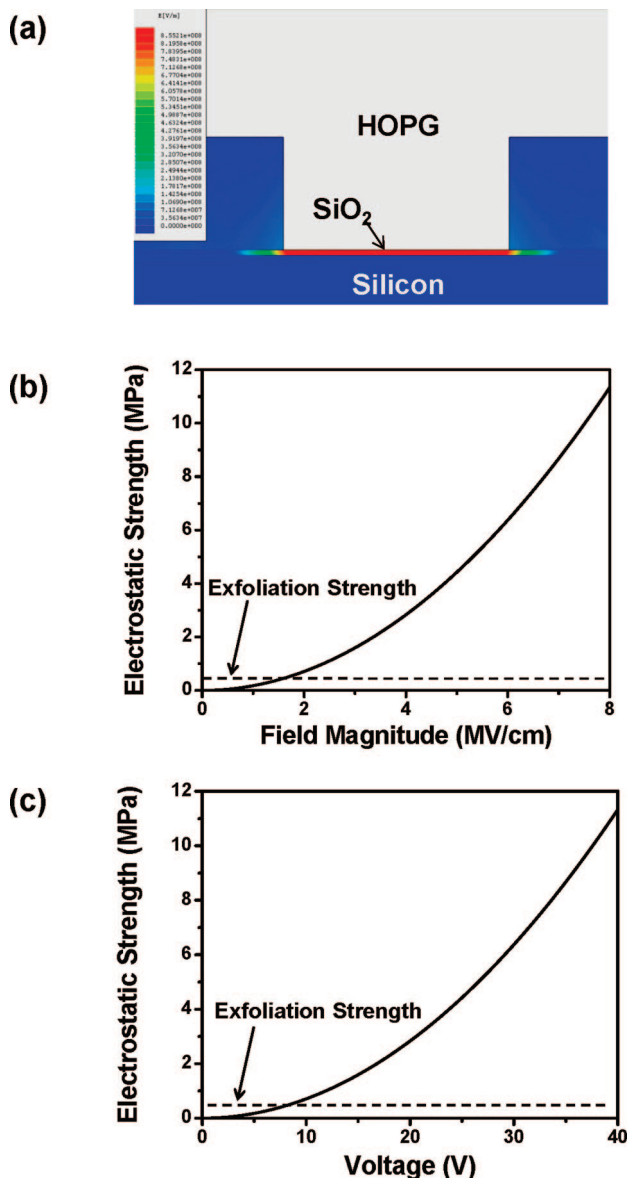 (a)
E[V/m]
8.5521e+008
8.1958e+008
7.8395e+008
7.4831e+008
7.1268e+008
6.7704e+008
6.4141e+008
6.0578e+008
5.7014e+008
5.3451e+008
4.9887e+008
4.6324e+008
4.2761e+008
3.9197e+008
3.5634e+008
3.2070e+008
2.8507e+008
2.4944e+008
2.1380e+008
1.7817e+008
1.4254e+008
1.0690e+008
7.1268e+007
3.5634e+007
0.0000e+000
HOPG
SiO2
Silicon
(b)
Electrostatic Strength (MPa)
12
10
8
6
4
2
0
Exfoliation Strength
0 2 4 6 8
Field Magnitude (MV/cm)
(c)
Electrostatic Strength (MPa)
12
10
8
6
4
2
0
Exfoliation Strength
0 10 20 30 40
Voltage (V)